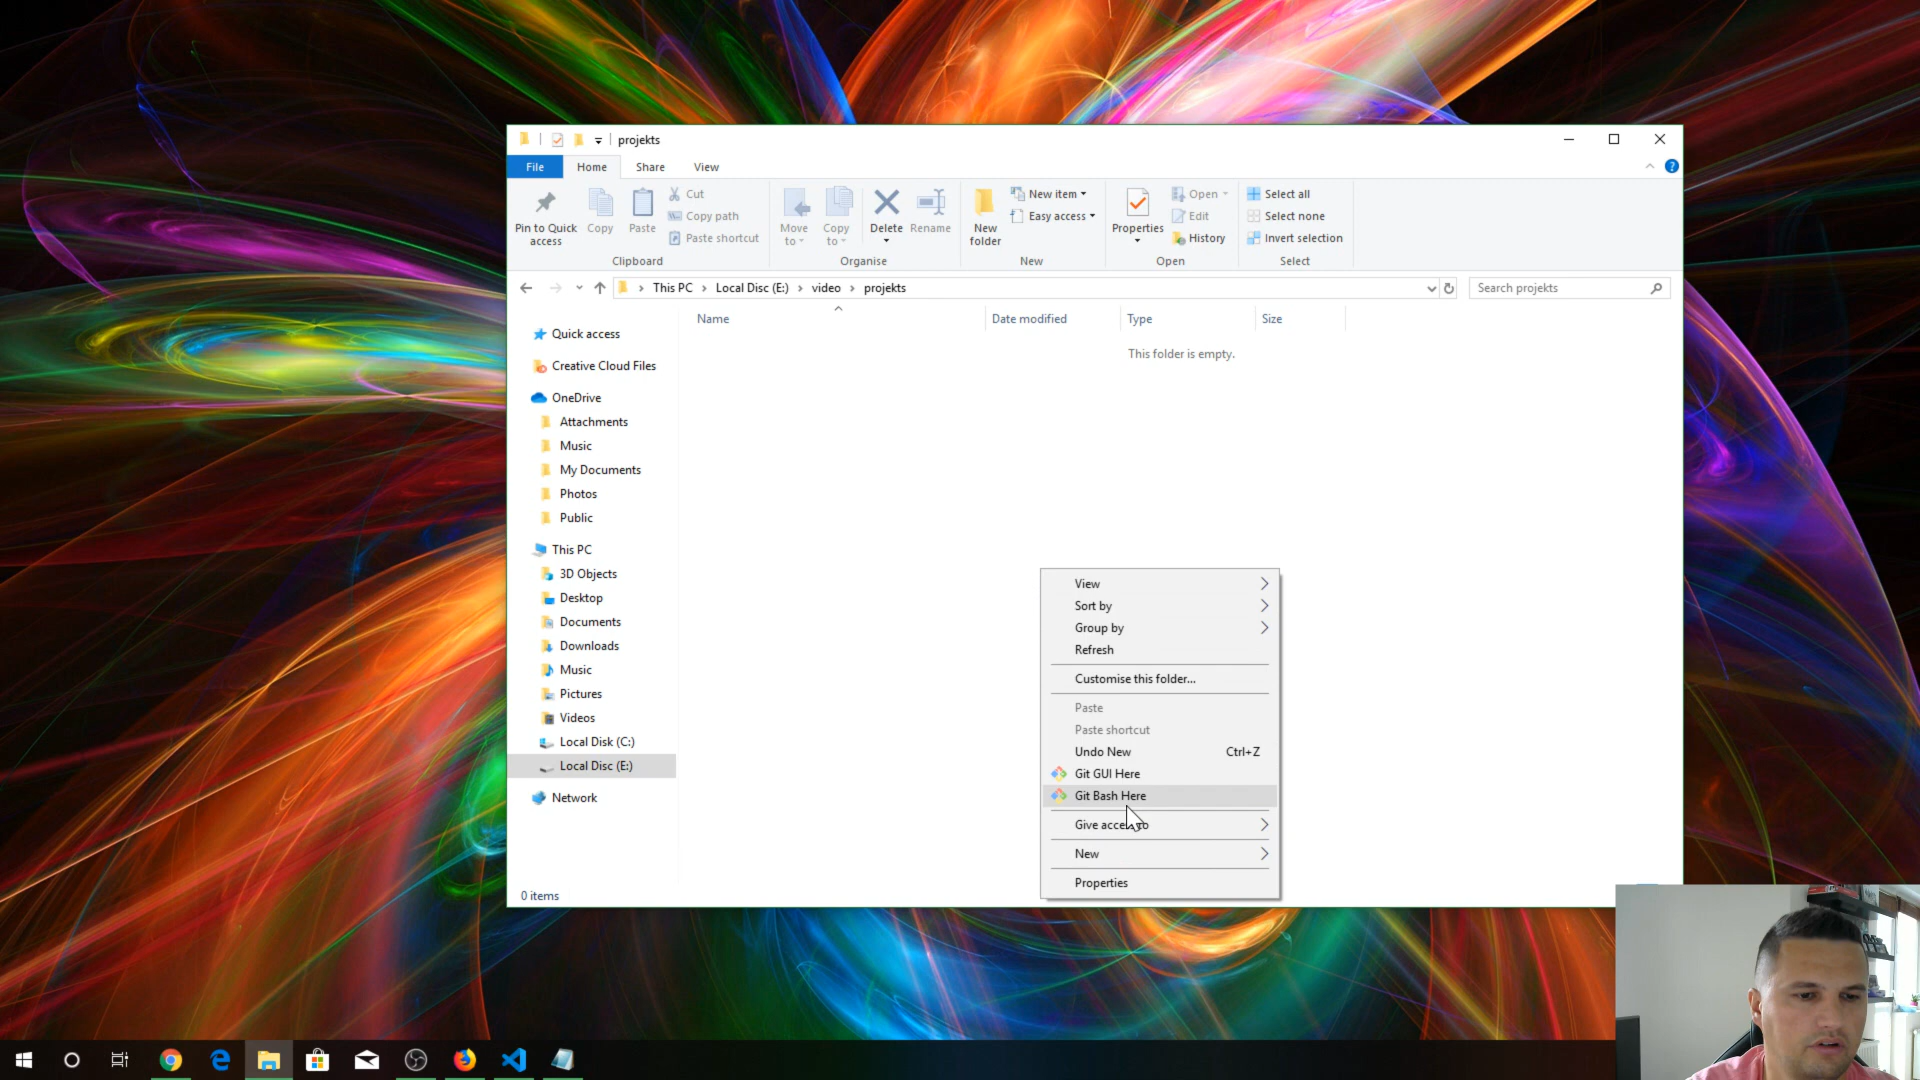 projekts
File Home Share View
Pin to Quick access
Copy
Paste
Cut
Copy path
Paste shortcut
Clipboard
Move to
Copy to
Delete
Rename
Organise
New folder
New item
Easy access
New
Properties
Open
Edit
History
Open
Select all
Select none
Invert selection
Select
This PC Local Disc (E:) video projekts
Search projekts
Name Date modified Type Size
This folder is empty.
Quick access
Creative Cloud Files
OneDrive
Attachments
Music
My Documents
Photos
Public
This PC
3D Objects
Desktop
Documents
Downloads
Music
Pictures
Videos
Local Disk (C:)
Local Disc (E:)
Network
0 items
View
Sort by
Group by
Refresh
Customise this folder...
Paste
Paste shortcut
Undo New Ctrl+Z
Git GUI Here
Git Bash Here
Give access to
New
Properties